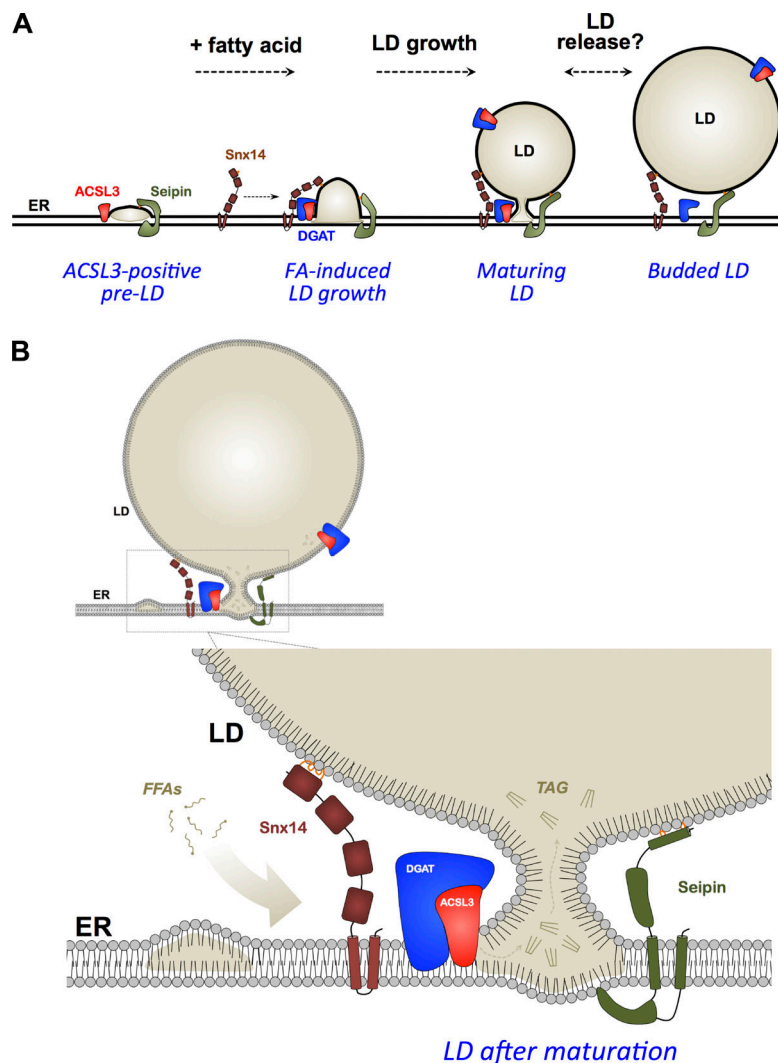 A
+ fatty acid
LD growth
LD
release?
Snx14
LD
LD
ACSL3
Seipin
ER
DGAT
ACSL3-positive
pre-LD
FA-induced
LD growth
Maturing
LD
Budded LD
B
LD
ER
LD
FFAs
TAG
Snx14
DGAT
ACSL3
Seipin
ER
LD after maturation